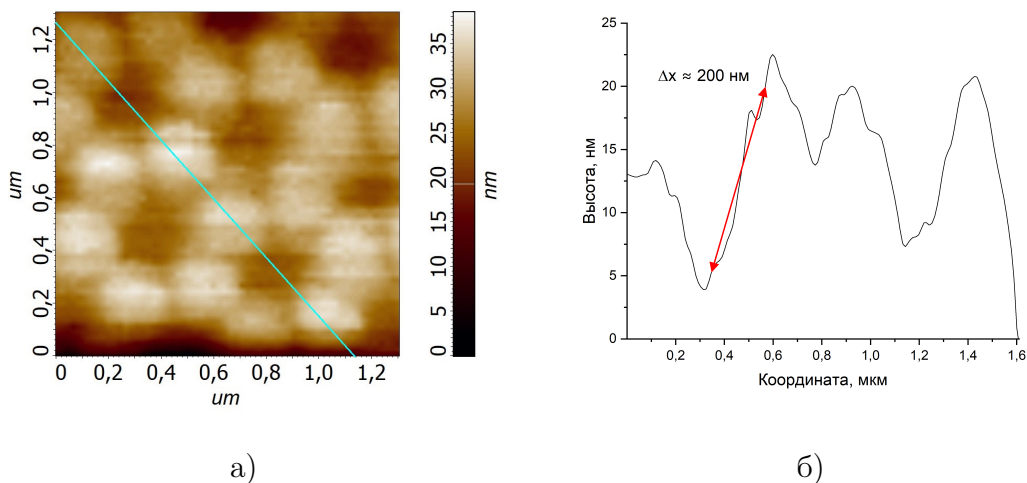 1,2
1,0
0,8
0,6
0,4
0,2
0
um
0 0,2 0,4 0,6 0,8 1,0 1,2
um
35
30
25
20
15
10
5
0
nm
25
20
15
10
5
0
Высота, нм
Δx ≈ 200 нм
0,2 0,4 0,6 0,8 1,0 1,2 1,4 1,6
Координата, мкм
а) б)